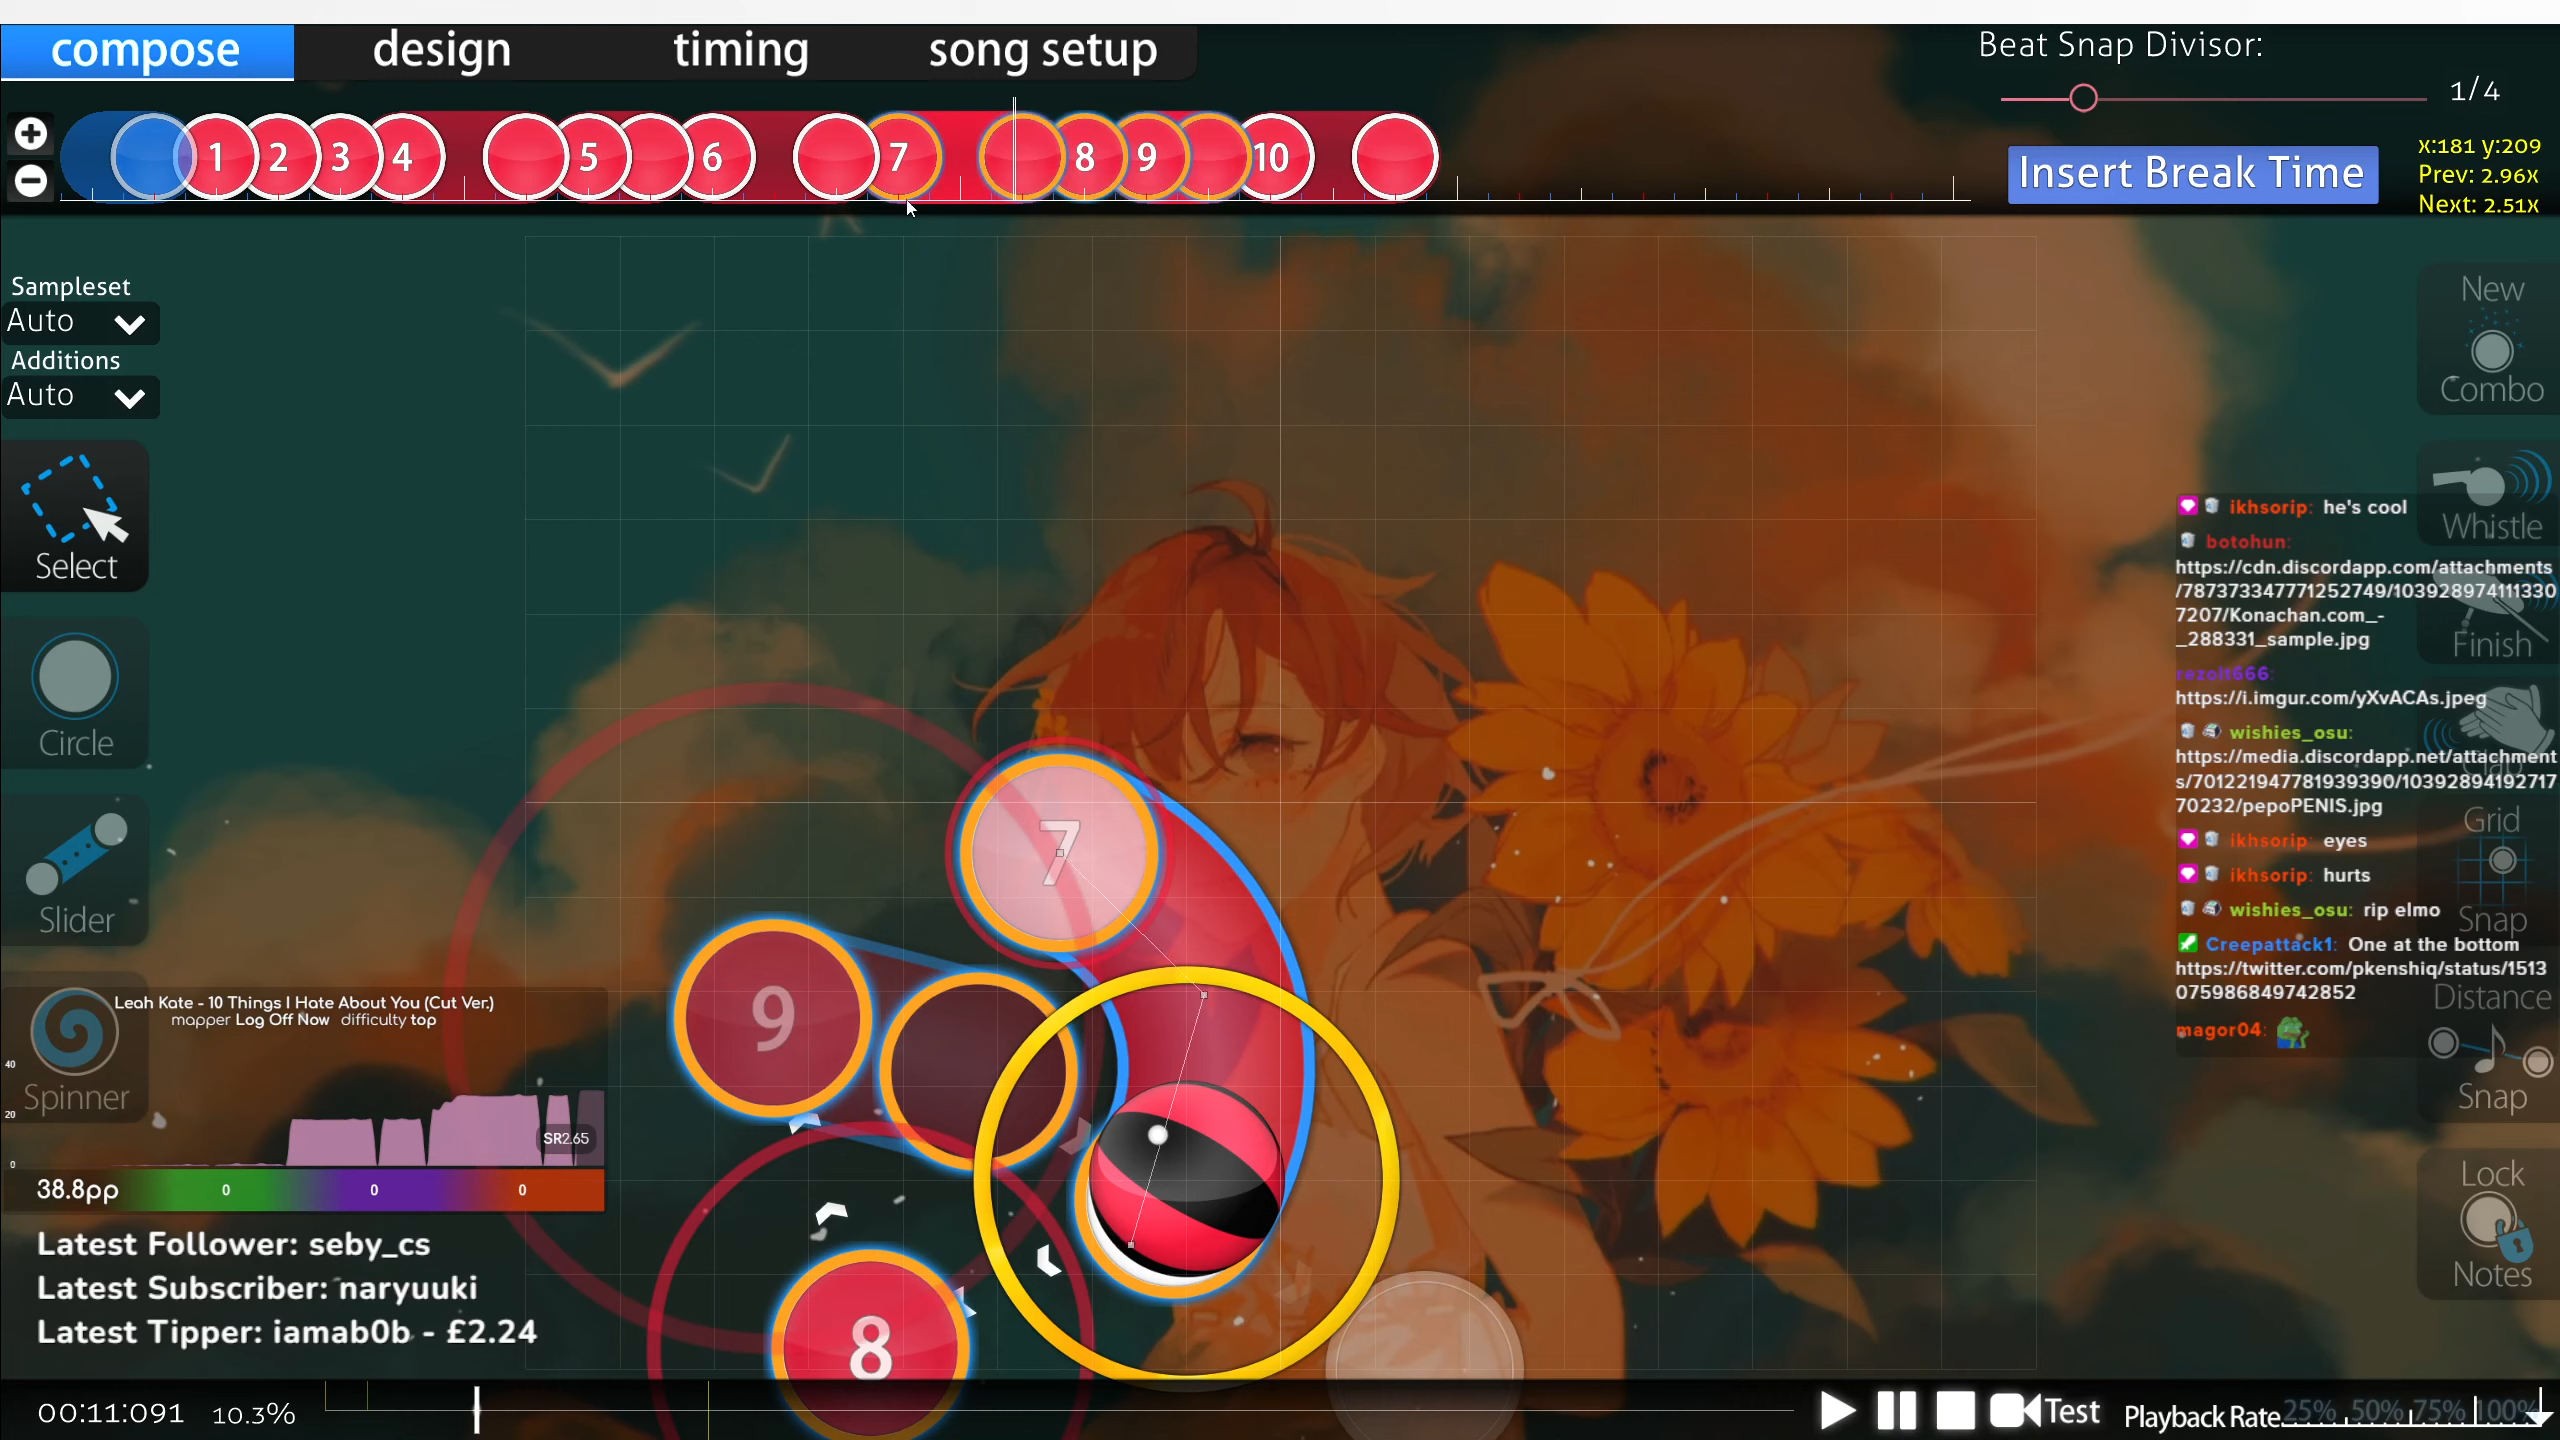 compose design timing song setup
Beat Snap Divisor:
1/4
1 2 3 4 5 6 7 8 9 10
Insert Break Time
x:181 y:209
Prev: 2.96x
Next: 2.51x
Sampleset
Auto
Additions
Auto
Select
Circle
Slider
Spinner
New
Combo
Whistle
Finish
Clap
Grid
Snap
Distance
Snap
Lock
Notes
ikhsorip: he's cool
botohun:
https://cdn.discordapp.com/attachments
/787373347771252749/103928974111330
7207/Konachan.com_-
_288331_sample.jpg
rezolt666:
https://i.imgur.com/yXvACAs.jpeg
wishies_osu:
https://media.discordapp.net/attachment
s/701221947781939390/10392894192717
70232/pepoPENIS.jpg
ikhsorip: eyes
ikhsorip: hurts
wishies_osu: rip elmo
Creepattack1: One at the bottom
https://twitter.com/pkenshiq/status/1513
075986849742852
magor04:
7
9
8
Leah Kate - 10 Things I Hate About You (Cut Ver.)
mapper Log Off Now difficulty top
40
20
0
SR2.65
38.8pp 0 0 0
Latest Follower: seby_cs
Latest Subscriber: naryuuki
Latest Tipper: iamab0b - £2.24
00:11:091 10.3%
Test
Playback Rate 25% 50% 75% 100%